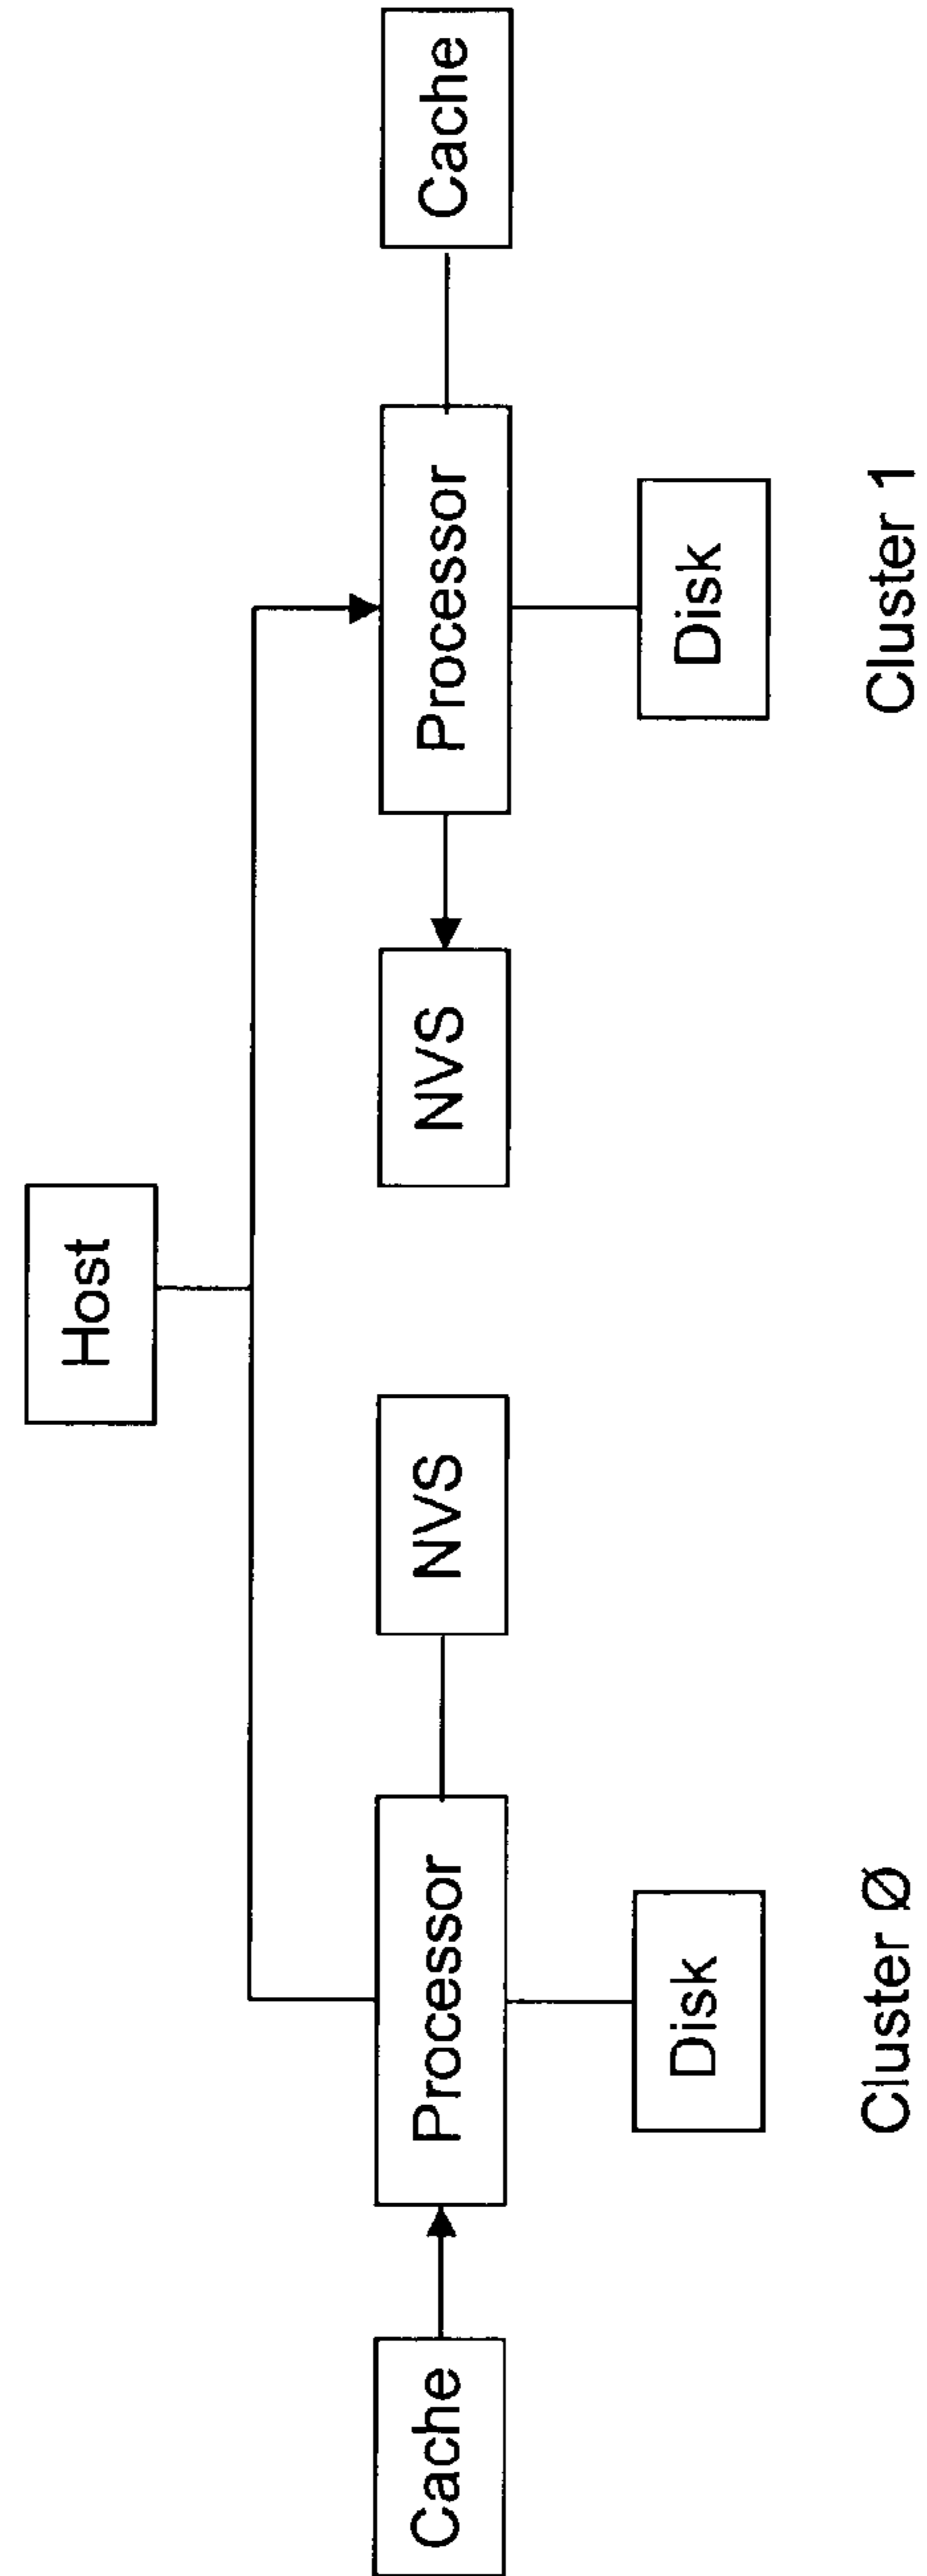 Host
Cache
Processor
NVS
NVS
Processor
Cache
Disk
Disk
Cluster Ø
Cluster 1